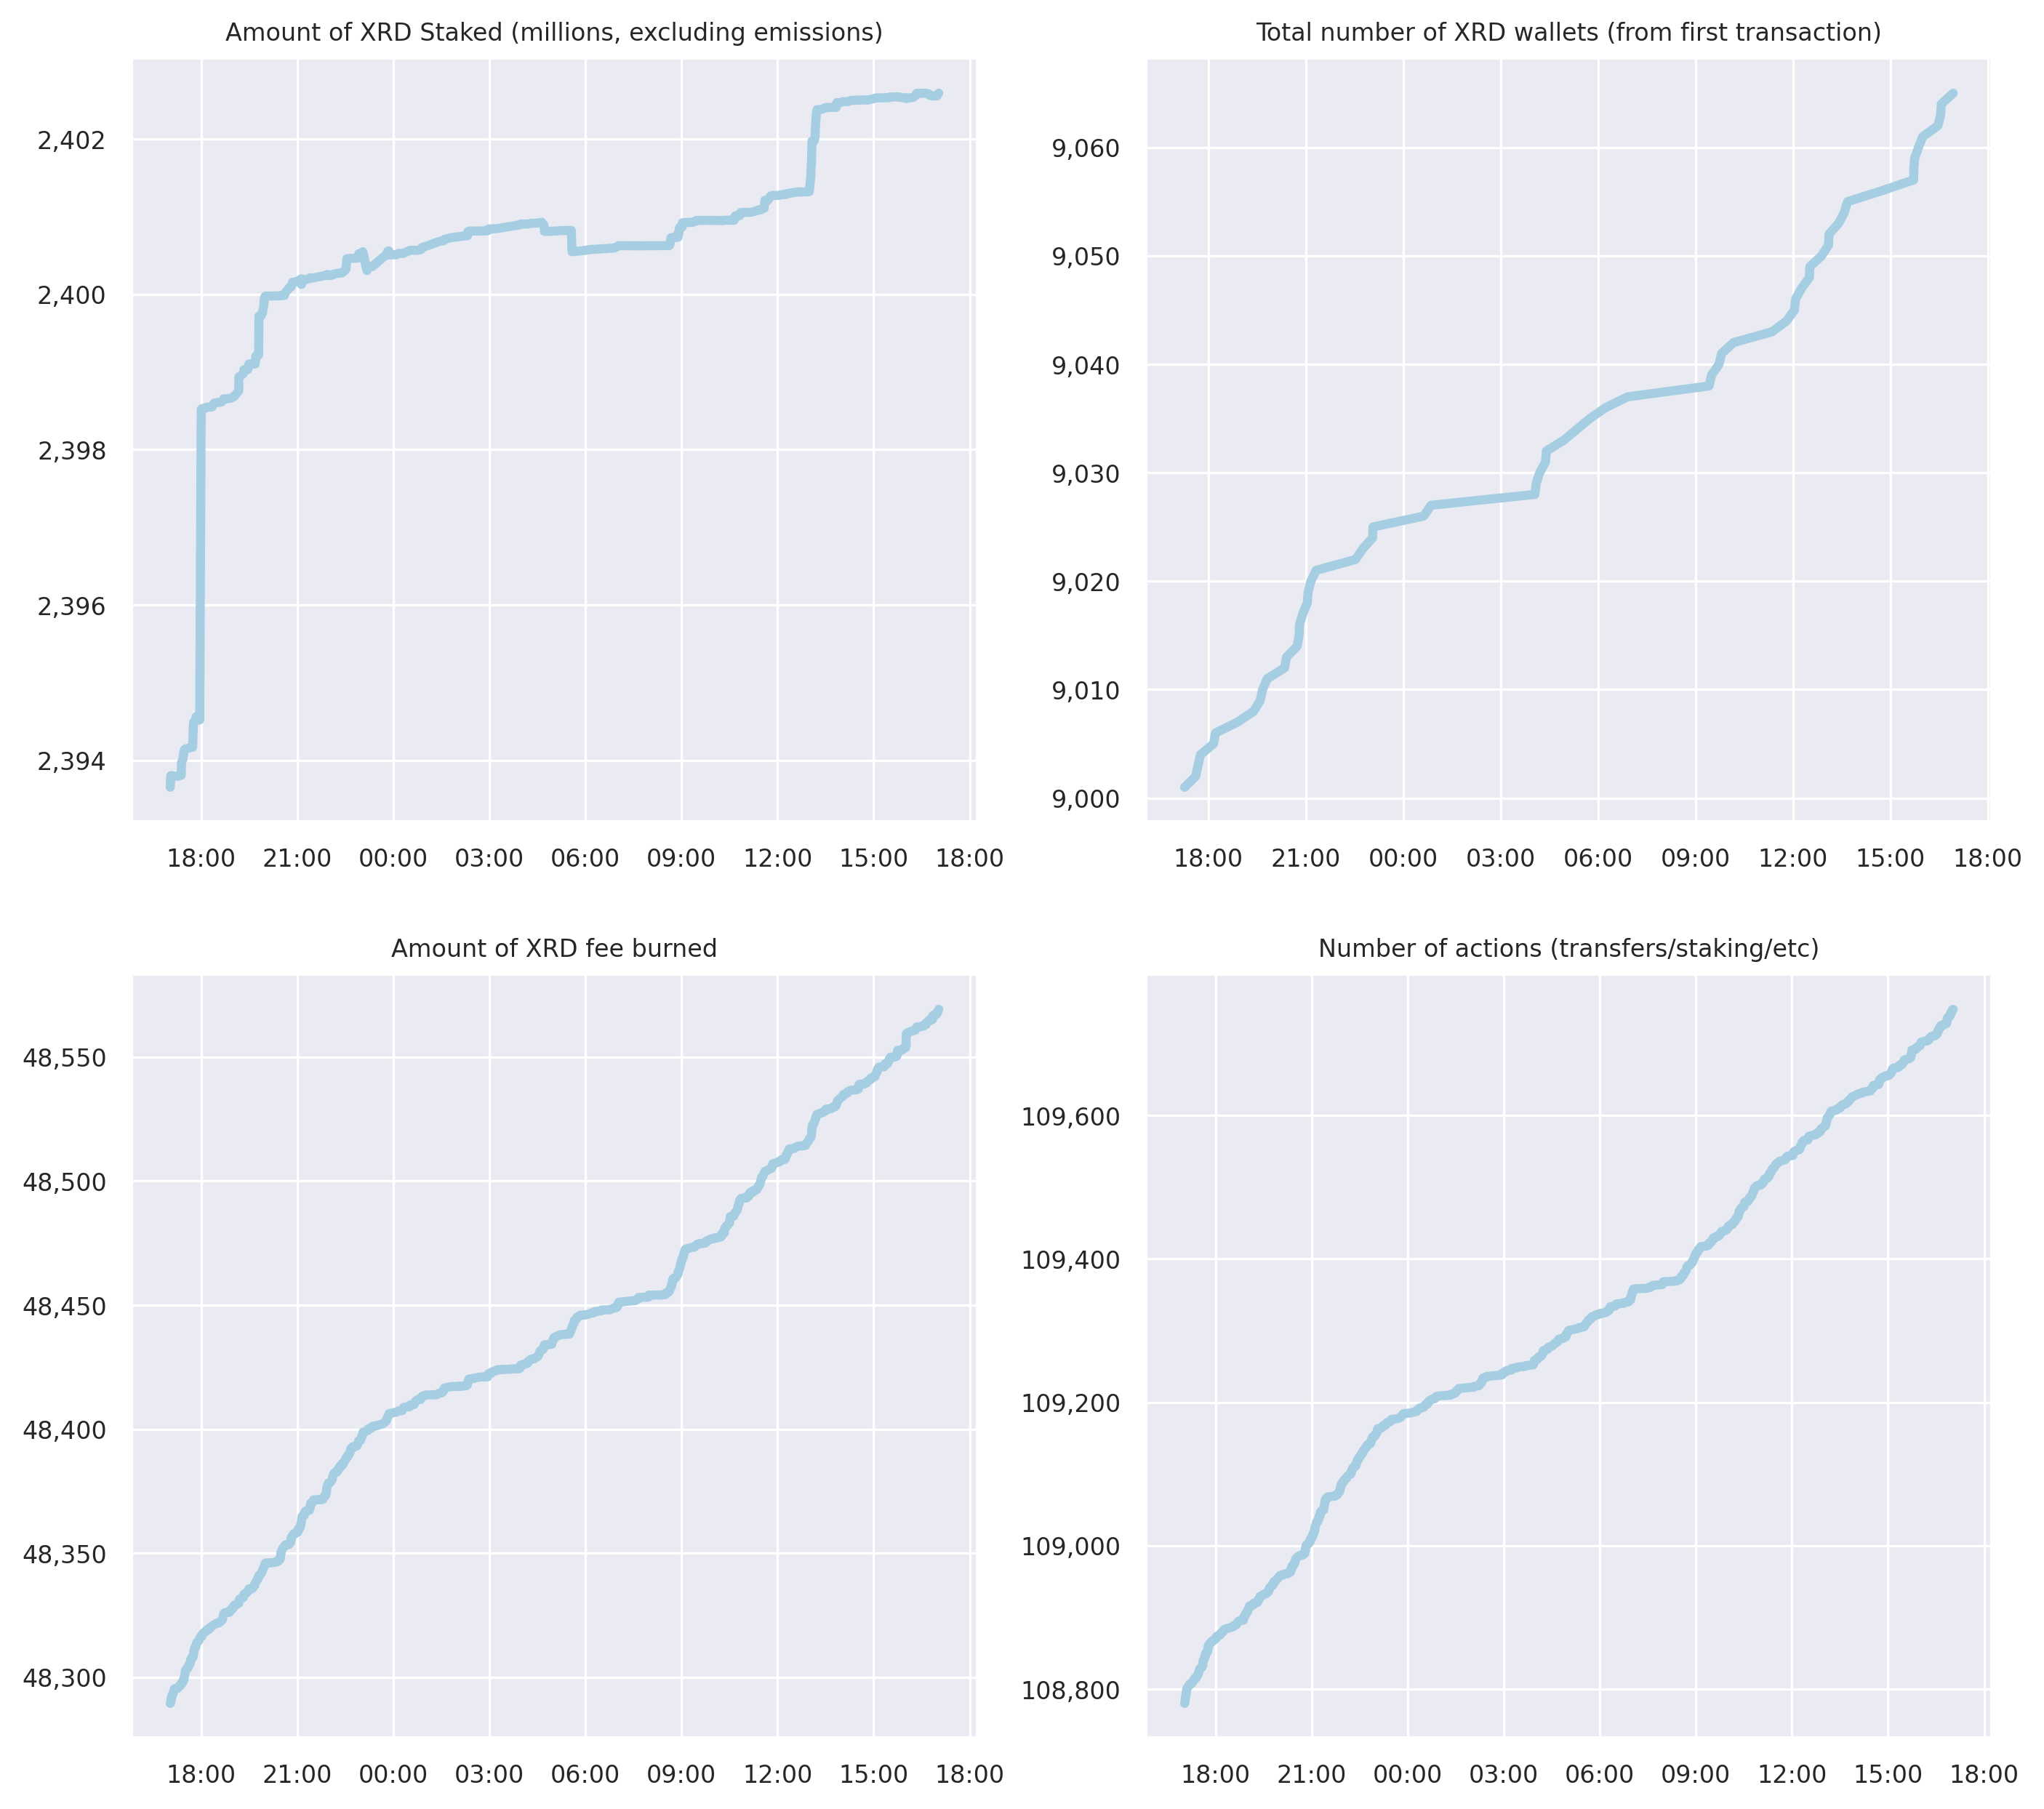 Amount of XRD Staked (millions, excluding emissions)
2,402
2,400
2,398
2,396
2,394
18:00 21:00 00:00 03:00 06:00 09:00 12:00 15:00 18:00
Total number of XRD wallets (from first transaction)
9,060
9,050
9,040
9,030
9,020
9,010
9,000
18:00 21:00 00:00 03:00 06:00 09:00 12:00 15:00 18:00
Amount of XRD fee burned
48,550
48,500
48,450
48,400
48,350
48,300
18:00 21:00 00:00 03:00 06:00 09:00 12:00 15:00 18:00
Number of actions (transfers/staking/etc)
109,600
109,400
109,200
109,000
108,800
18:00 21:00 00:00 03:00 06:00 09:00 12:00 15:00 18:00